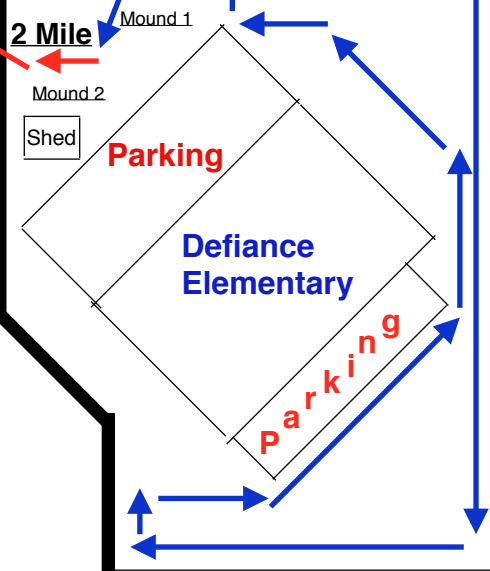 Mound 1
2 Mile
Mound 2
Shed
Parking
Defiance
Elementary
Parking